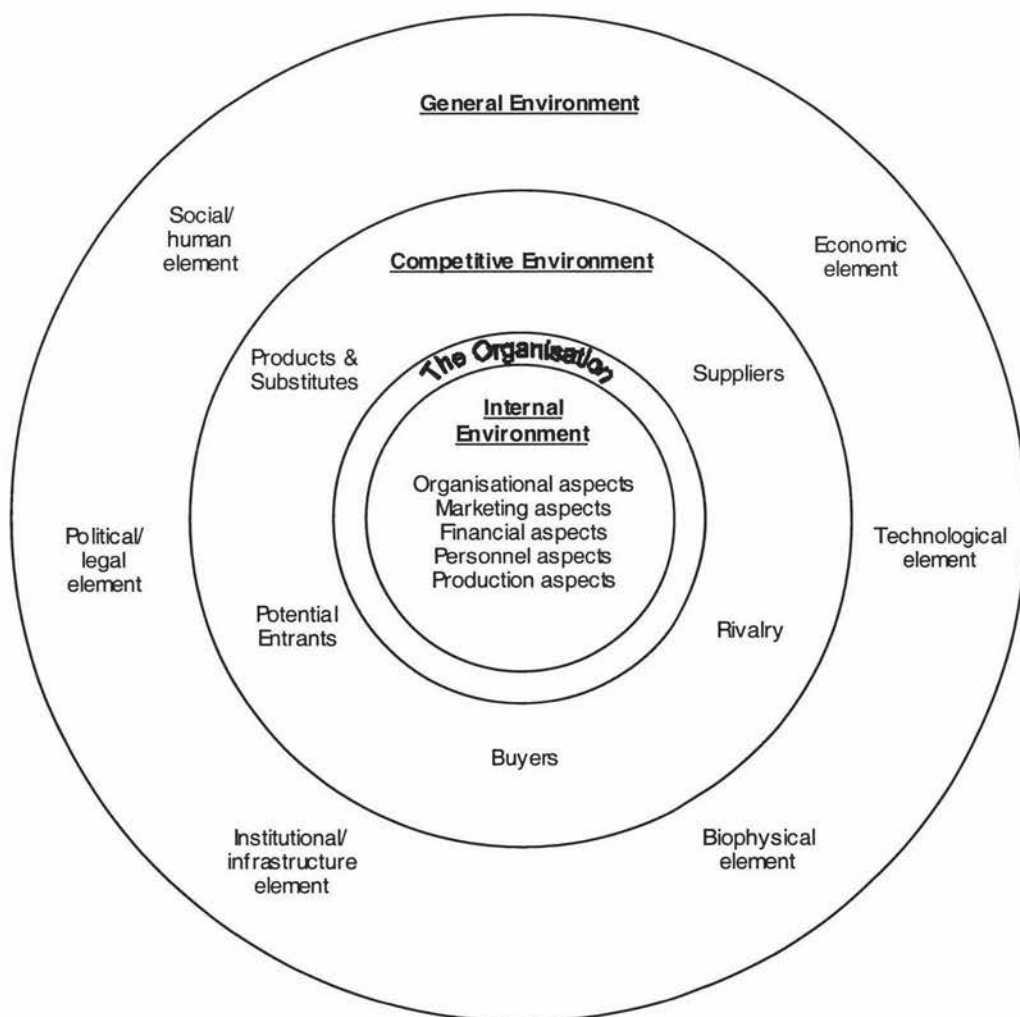 General Environment
Social/
human
element
Economic
element
Competitive Environment
Products &
Substitutes
The Organisation
Suppliers
Internal
Environment
Organisational aspects
Marketing aspects
Financial aspects
Personnel aspects
Production aspects
Political/
legal
element
Technological
element
Potential
Entrants
Rivalry
Buyers
Institutional/
infrastructure
element
Biophysical
element